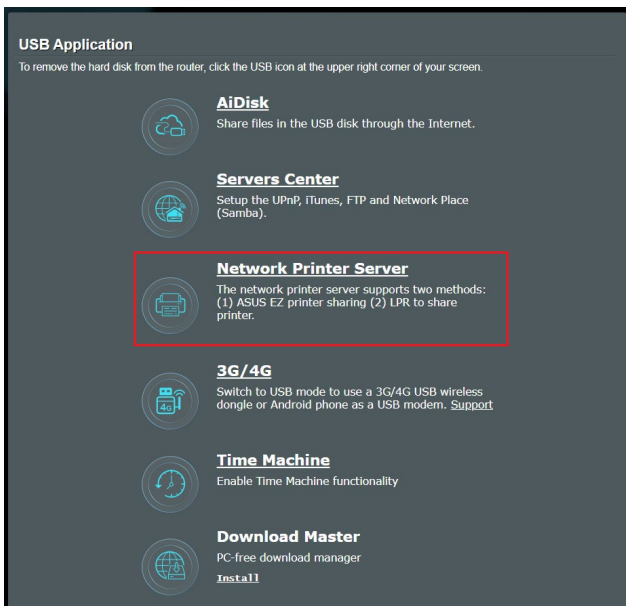 USB Application
To remove the hard disk from the router, click the USB icon at the upper right corner of your screen.
AiDisk
Share files in the USB disk through the Internet.
Servers Center
Setup the UPnP, iTunes, FTP and Network Place
(Samba).
Network Printer Server
The network printer server supports two methods:
(1) ASUS EZ printer sharing (2) LPR to share
printer.
3G/4G
4G
Switch to USB mode to use a 3G/4G USB wireless
dongle or Android phone as a USB modem. Support
Time Machine
Enable Time Machine functionality
Download Master
PC-free download manager
Install